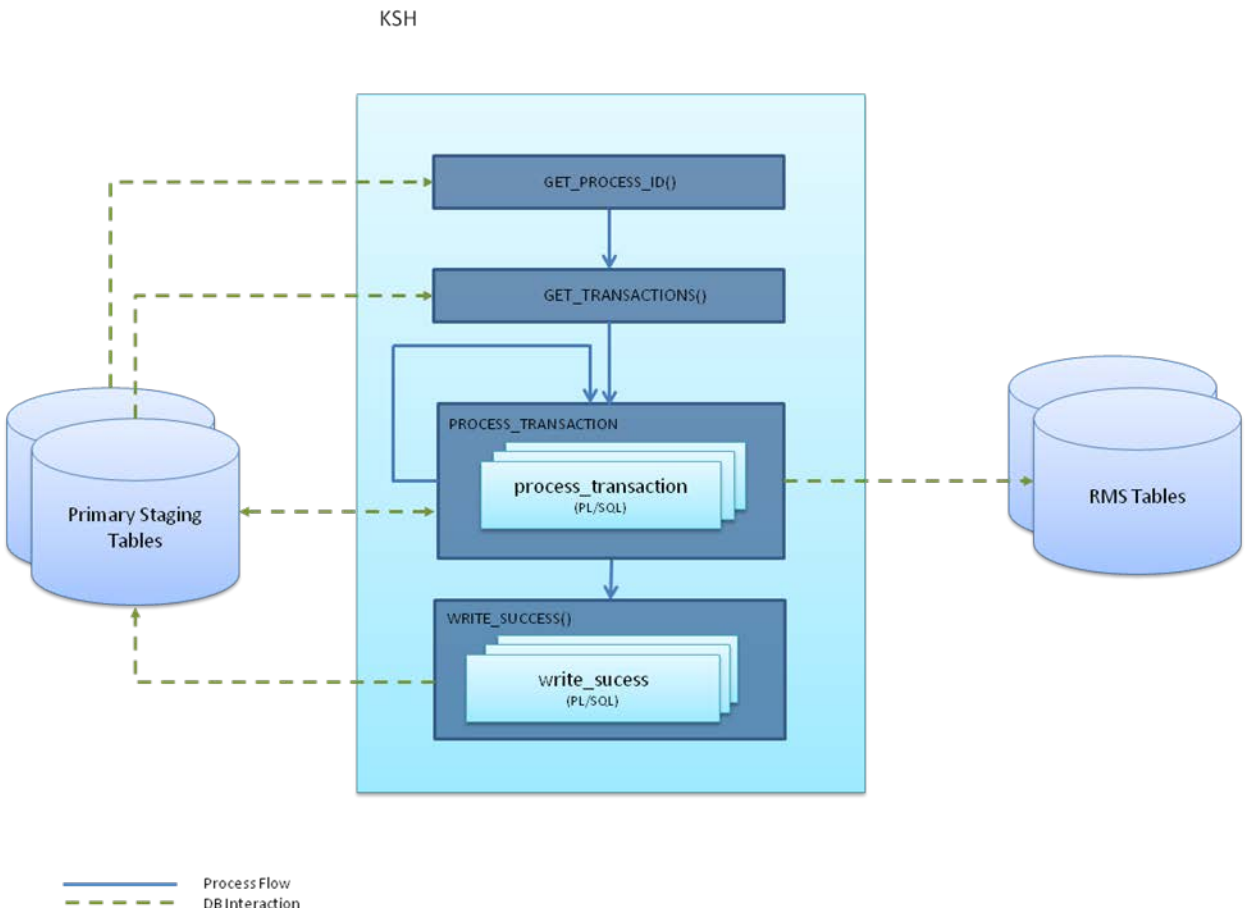 KSH
GET_PROCESS_ID()
GET_TRANSACTIONS()
PROCESS_TRANSACTION
process_transaction
(PL/SQL)
Primary Staging
Tables
RMS Tables
WRITE_SUCCESS()
write_sucess
(PL/SQL)
Process Flow
DB Interaction